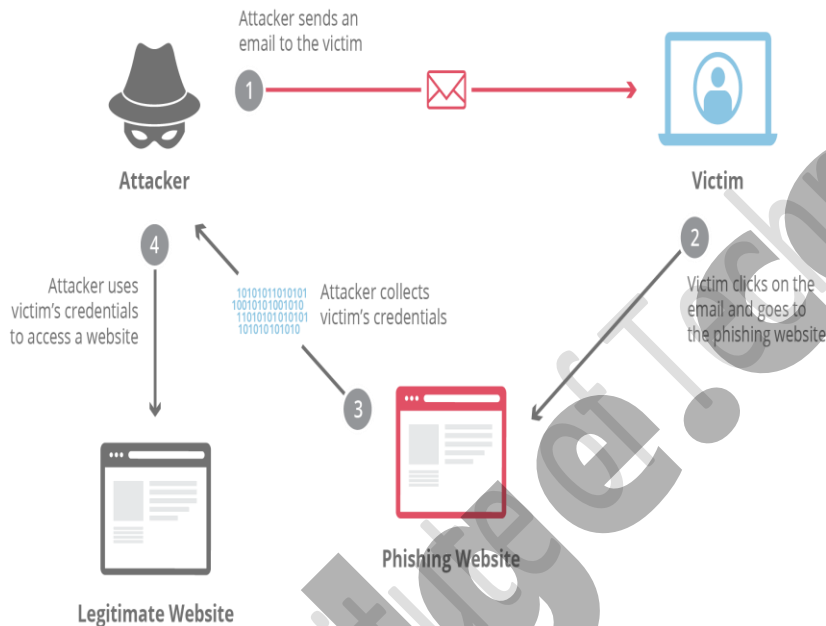 Attacker sends an
email to the victim
1
Attacker
Victim
4
2
Attacker uses
victim's credentials
to access a website
10101011010101
10010101001010
11010101010101
101010101010
Attacker collects
victim's credentials
Victim clicks on the
email and goes to
the phishing website
3
Phishing Website
Legitimate Website